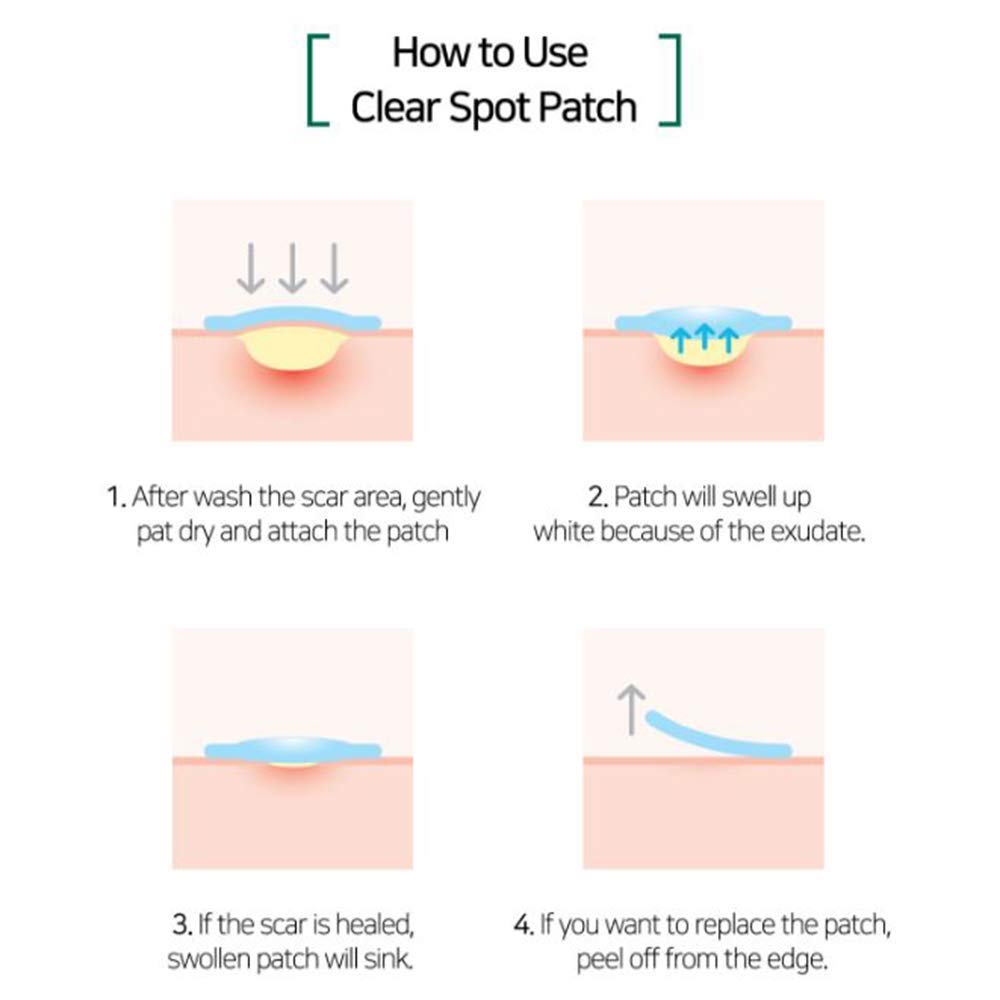 How to Use
Clear Spot Patch
1. After wash the scar area, gently
pat dry and attach the patch
2. Patch will swell up
white because of the exudate.
3. If the scar is healed,
swollen patch will sink.
4. If you want to replace the patch,
peel off from the edge.